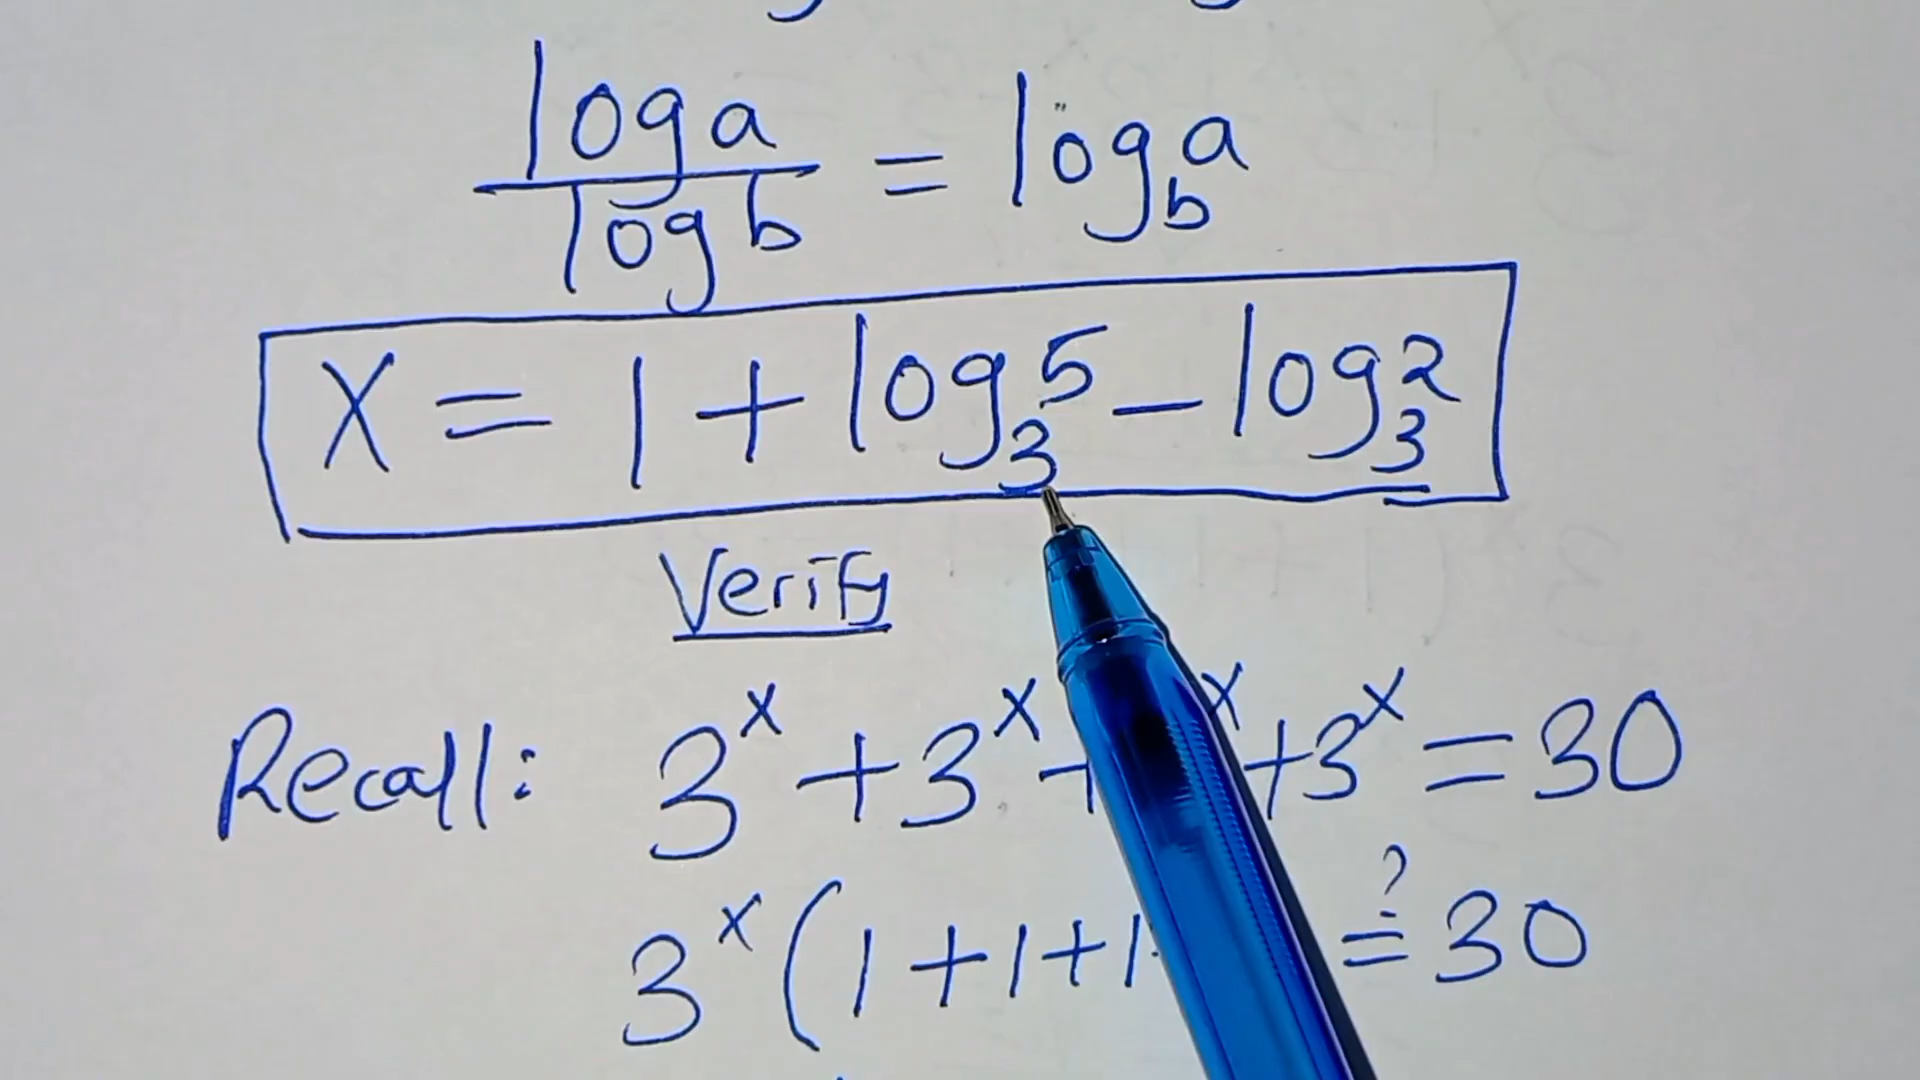 log a / log b = log_b a
X = 1 + log_3 5 - log_3 2
Verify
Recall: 3^x + 3^x + ^x + 3^x = 30
3^x (1 + 1 + 1 ≟ 30